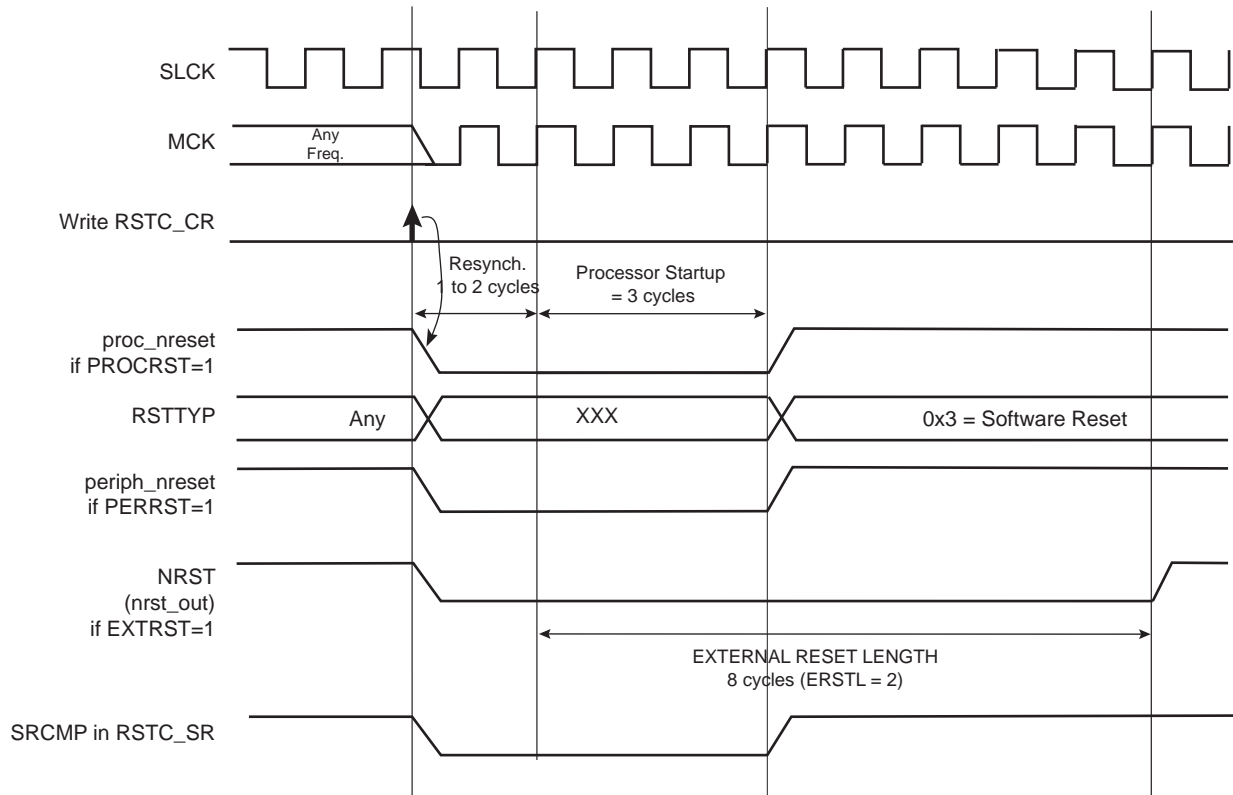 SLCK
MCK
Any
Freq.
Write RSTC_CR
Resynch.
1 to 2 cycles
Processor Startup
= 3 cycles
proc_nreset
if PROCRST=1
RSTTYP
Any
XXX
0x3 = Software Reset
periph_nreset
if PERRST=1
NRST
(nrst_out)
if EXTRST=1
EXTERNAL RESET LENGTH
8 cycles (ERSTL = 2)
SRCMP in RSTC_SR